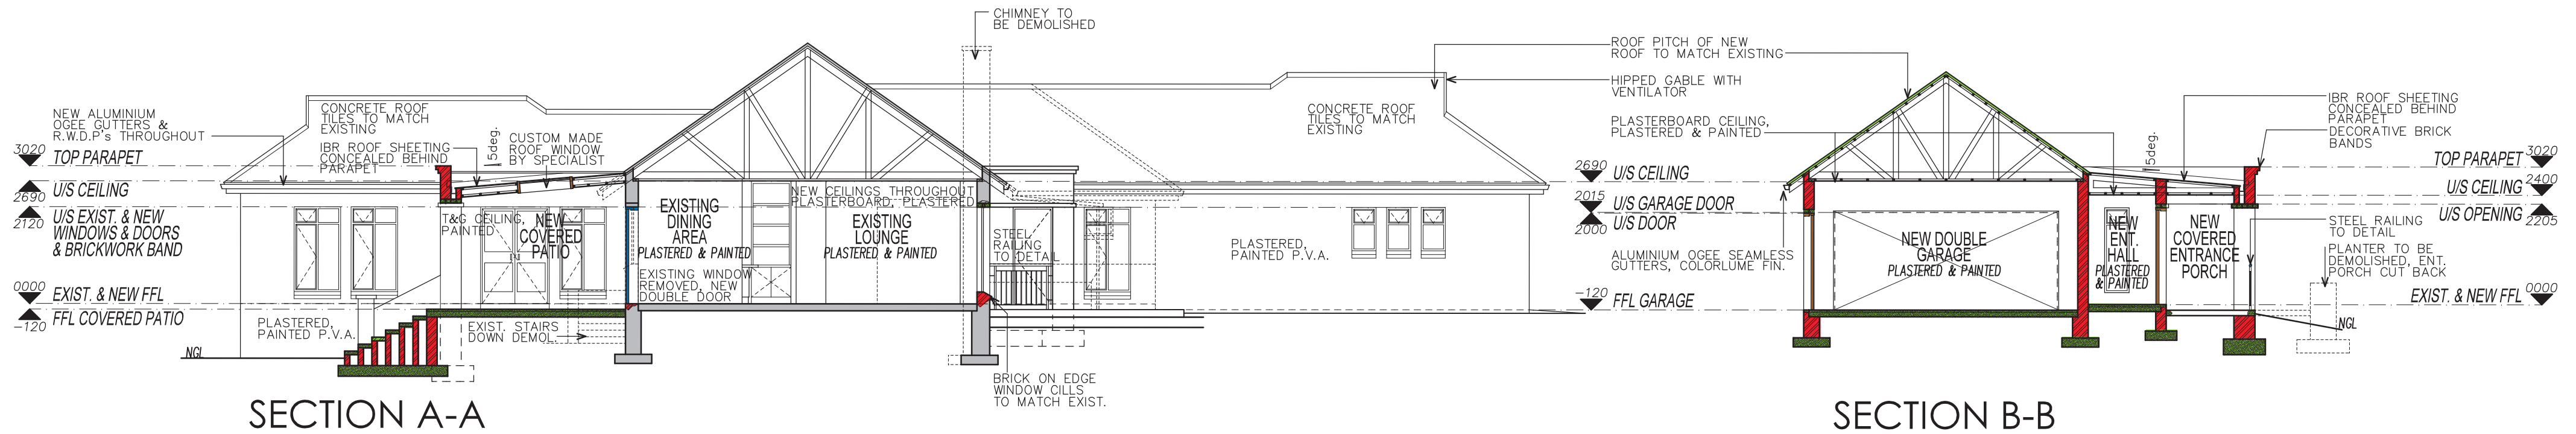 CHIMNEY TO
BE DEMOLISHED
NEW ALUMINIUM
OGEE GUTTERS &
R.W.D.P's THROUGHOUT
CONCRETE ROOF
TILES TO MATCH
EXISTING
IBR ROOF SHEETING
CONCEALED BEHIND
PARAPET
5deg.
CUSTOM MADE
ROOF WINDOW
BY SPECIALIST
3020 TOP PARAPET
U/S CEILING
2690
U/S EXIST. & NEW
2120 WINDOWS & DOORS
& BRICKWORK BAND
0000 EXIST. & NEW FFL
-120 FFL COVERED PATIO
NGL
PLASTERED,
PAINTED P.V.A.
T&G CEILING,
PAINTED
NEW
COVERED
PATIO
EXIST. STAIRS
DOWN DEMOL.
EXISTING
DINING
AREA
PLASTERED & PAINTED
EXISTING WINDOW
REMOVED, NEW
DOUBLE DOOR
NEW CEILINGS THROUGHOUT
PLASTERBOARD, PLASTERED
EXISTING
LOUNGE
PLASTERED & PAINTED
STEEL
RAILING
TO DETAIL
BRICK ON EDGE
WINDOW CILLS
TO MATCH EXIST.
CONCRETE ROOF
TILES TO MATCH
EXISTING
PLASTERED,
PAINTED P.V.A.
SECTION A-A
ROOF PITCH OF NEW
ROOF TO MATCH EXISTING
HIPPED GABLE WITH
VENTILATOR
PLASTERBOARD CEILING,
PLASTERED & PAINTED
2690 U/S CEILING
2015 U/S GARAGE DOOR
2000 U/S DOOR
ALUMINIUM OGEE SEAMLESS
GUTTERS, COLORLUME FIN.
-120 FFL GARAGE
NEW DOUBLE
GARAGE
PLASTERED & PAINTED
NEW
ENT.
HALL
PLASTERED
& PAINTED
NEW
COVERED
ENTRANCE
PORCH
5deg.
IBR ROOF SHEETING
CONCEALED BEHIND
PARAPET
DECORATIVE BRICK
BANDS
TOP PARAPET 3020
U/S CEILING 2400
U/S OPENING 2205
STEEL RAILING
TO DETAIL
PLANTER TO BE
DEMOLISHED, ENT.
PORCH CUT BACK
EXIST. & NEW FFL 0000
NGL
SECTION B-B